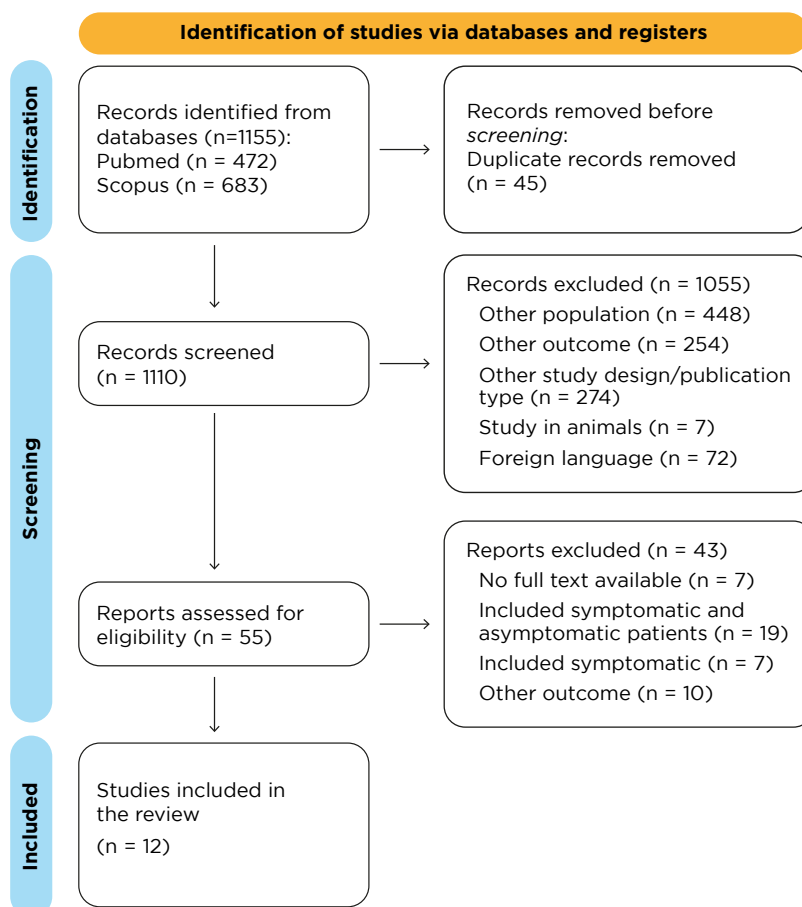 Identification of studies via databases and registers
Identification
Records identified from
databases (n=1155):
Pubmed (n = 472)
Scopus (n = 683)
Records removed before
screening:
Duplicate records removed
(n = 45)
Screening
Records screened
(n = 1110)
Records excluded (n = 1055)
Other population (n = 448)
Other outcome (n = 254)
Other study design/publication
type (n = 274)
Study in animals (n = 7)
Foreign language (n = 72)
Reports assessed for
eligibility (n = 55)
Reports excluded (n = 43)
No full text available (n = 7)
Included symptomatic and
asymptomatic patients (n = 19)
Included symptomatic (n = 7)
Other outcome (n = 10)
Included
Studies included in
the review
(n = 12)